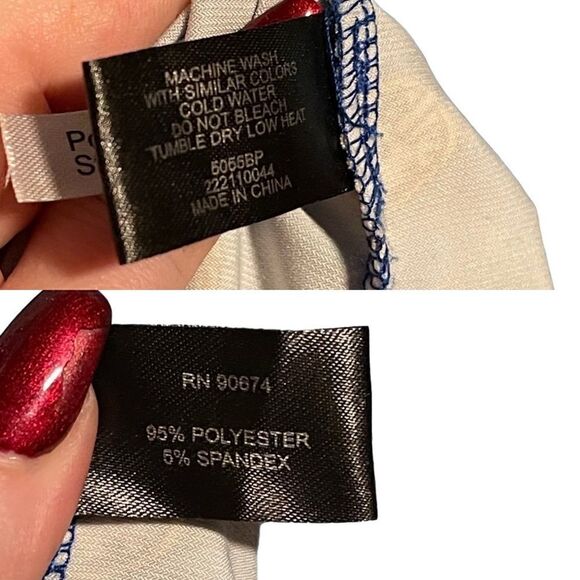 MACHINE WASH
WITH SIMILAR COLORS
COLD WATER
DO NOT BLEACH
TUMBLE DRY LOW HEAT
5056BP
222110044
MADE IN CHINA
RN 90674
95% POLYESTER
5% SPANDEX